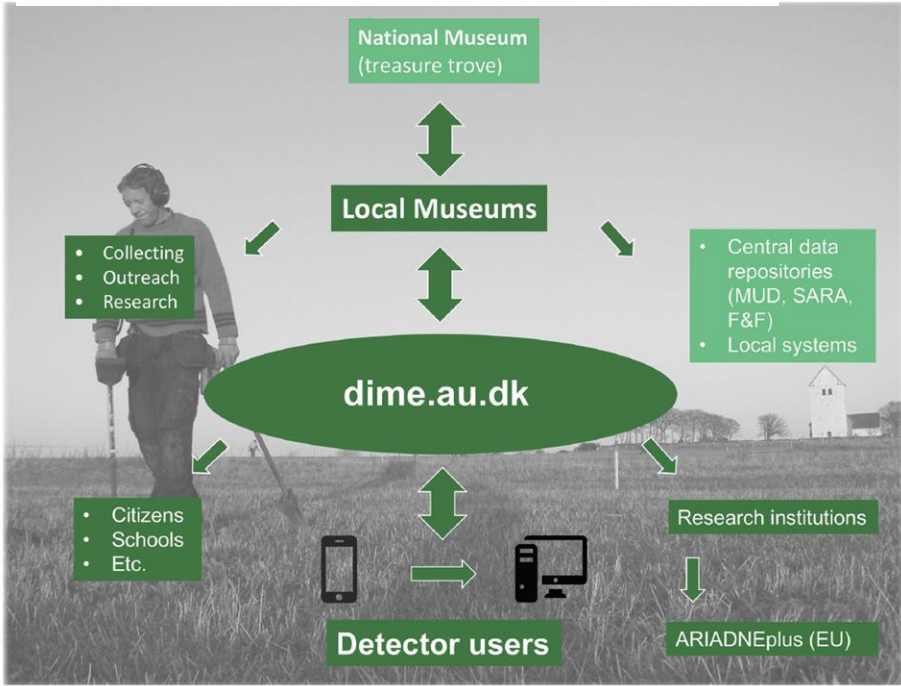 National Museum
(treasure trove)
Local Museums
• Collecting
• Outreach
• Research
• Central data
repositories
(MUD, SARA,
F&F)
• Local systems
dime.au.dk
• Citizens
• Schools
• Etc.
Research institutions
Detector users
ARIADNEplus (EU)